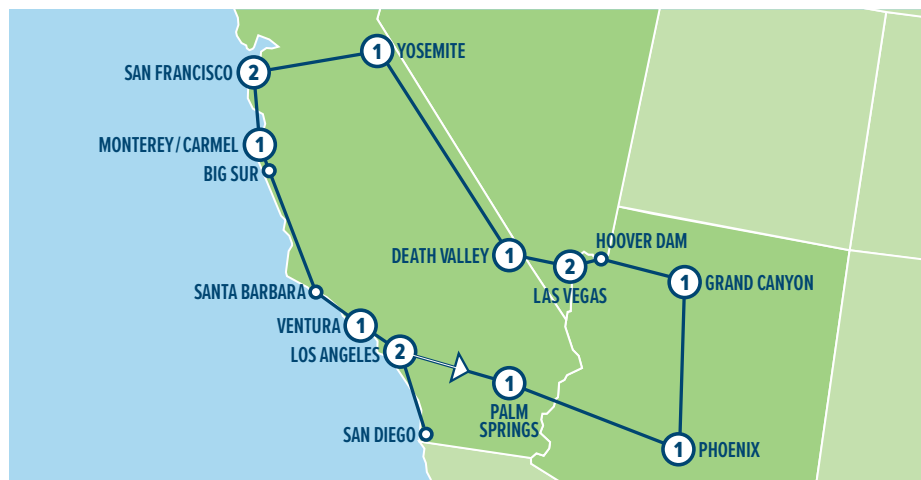 1
YOSEMITE
SAN FRANCISCO
2
MONTEREY / CARMEL
1
BIG SUR
HOOVER DAM
DEATH VALLEY
1
2
LAS VEGAS
1
GRAND CANYON
SANTA BARBARA
VENTURA
1
LOS ANGELES
2
1
PALM
SPRINGS
SAN DIEGO
1
PHOENIX